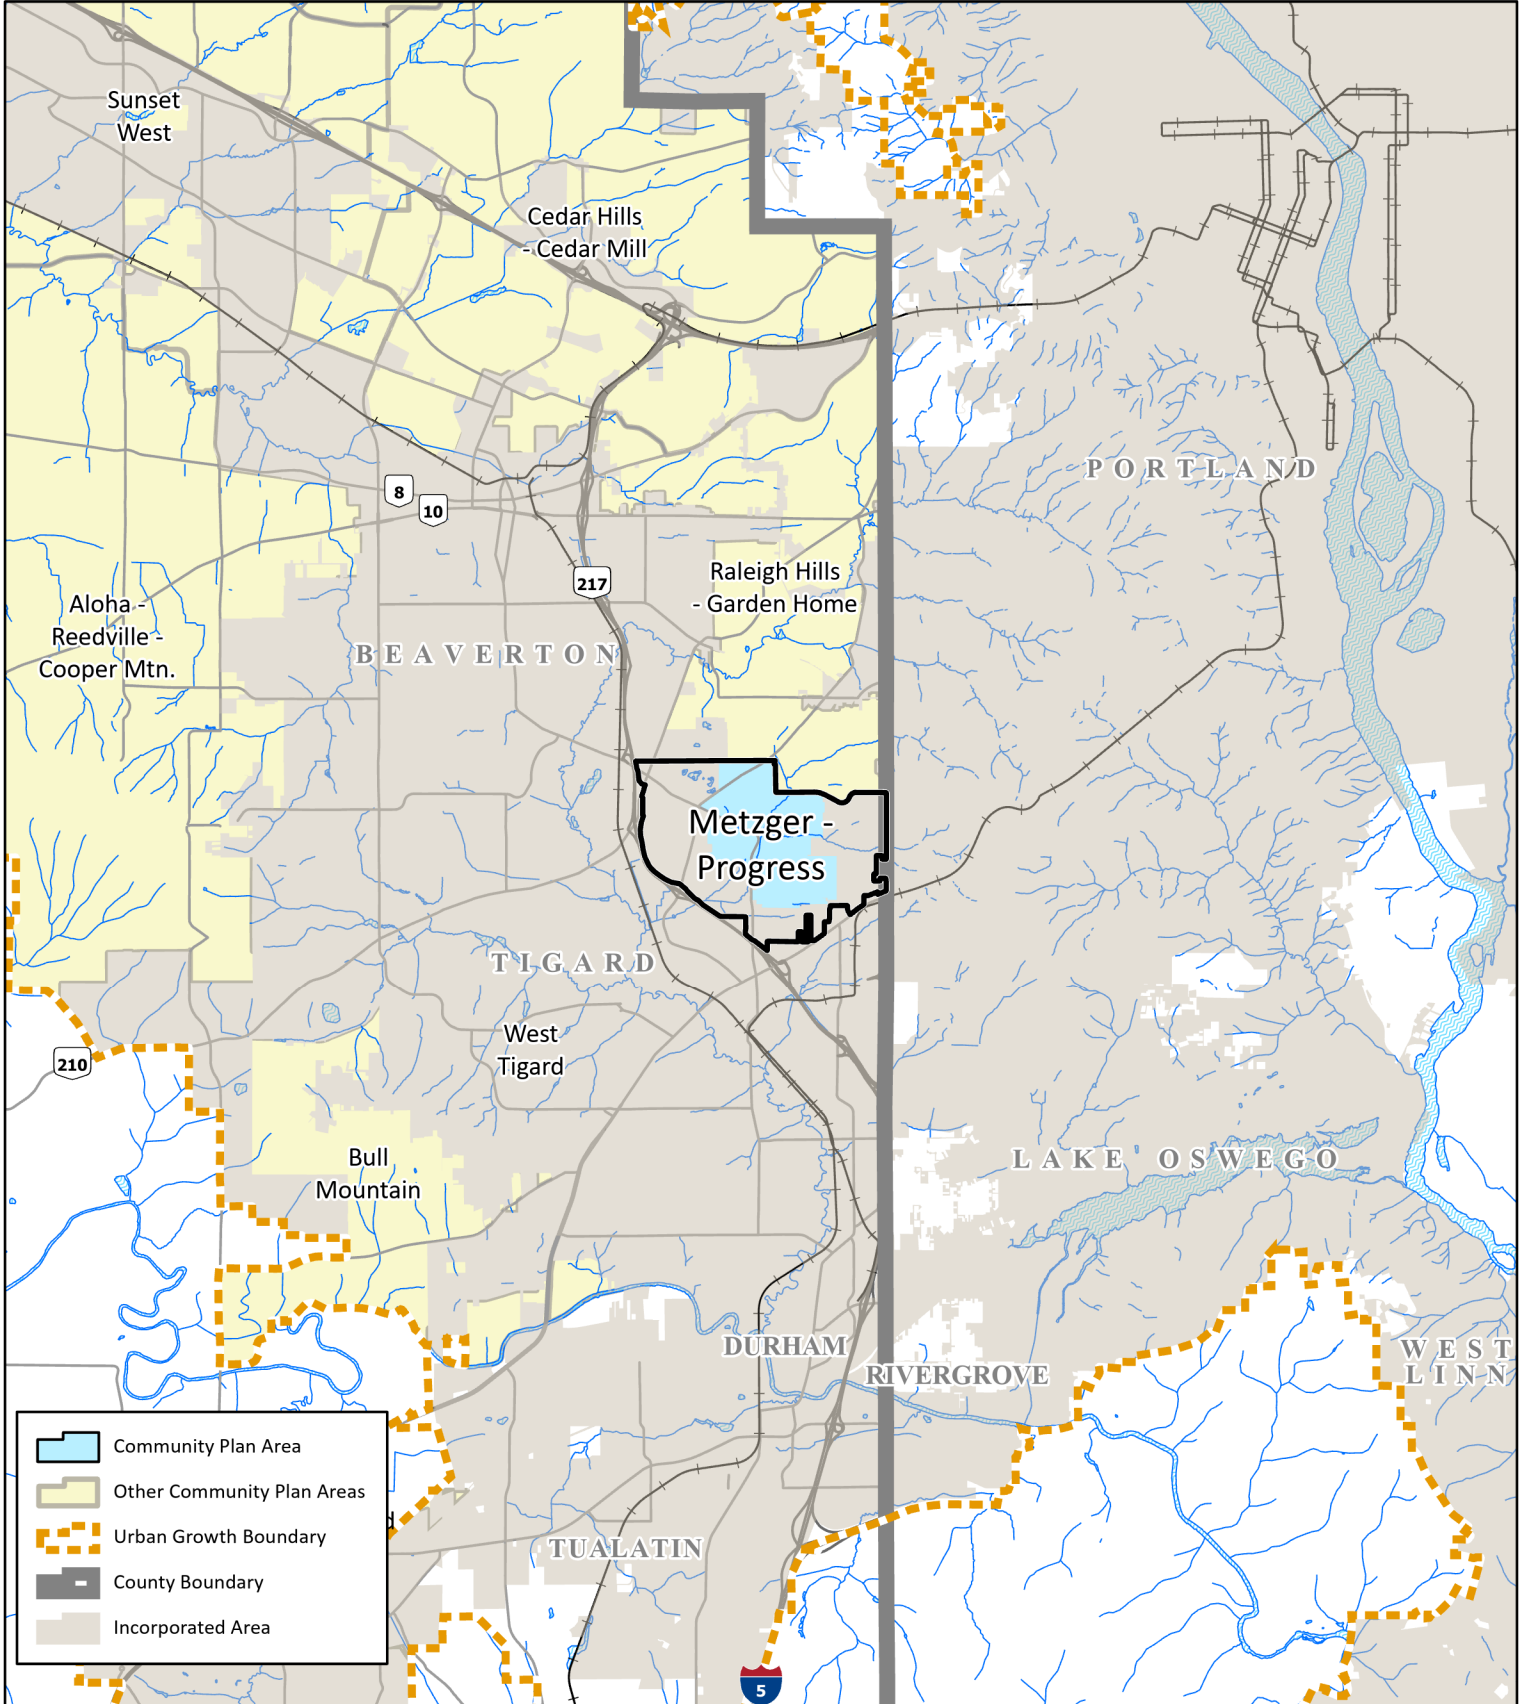 Sunset
West
Cedar Hills
- Cedar Mill
PORTLAND
8
10
217
Raleigh Hills
- Garden Home
Aloha -
Reedville -
Cooper Mtn.
BEAVERTON
Metzger -
Progress
TIGARD
West
Tigard
210
Bull
Mountain
LAKE OSWEGO
DURHAM
RIVERGROVE
WEST
LINN
TUALATIN
5
Community Plan Area
Other Community Plan Areas
Urban Growth Boundary
County Boundary
Incorporated Area